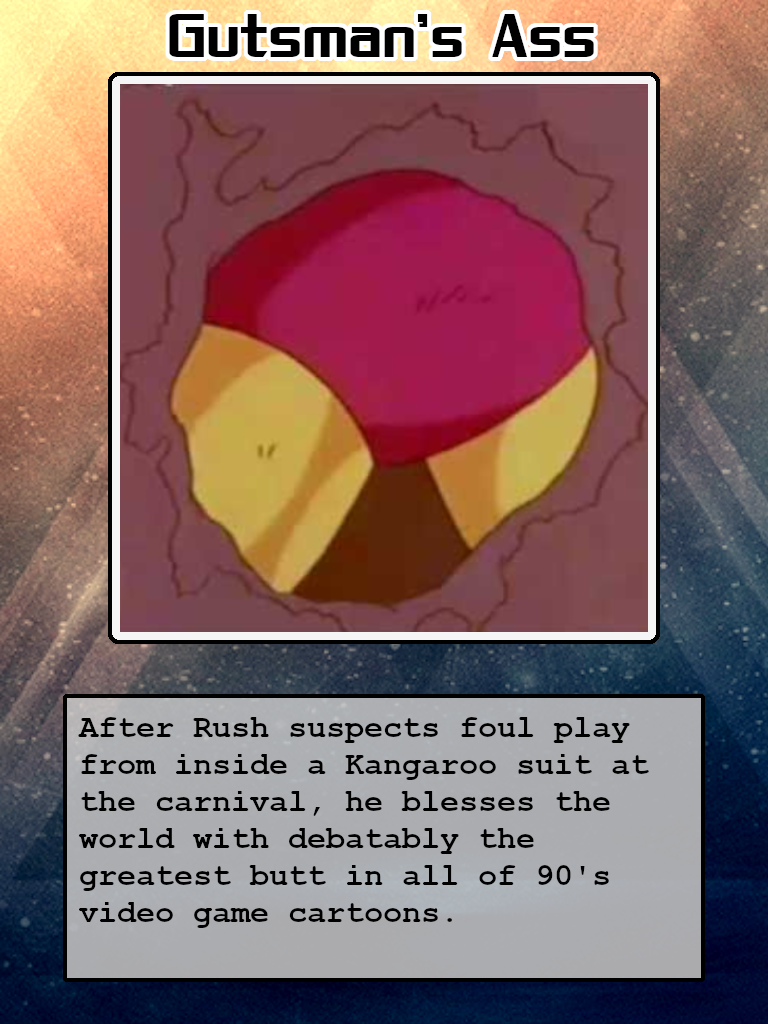 Gutsman's Ass
After Rush suspects foul play
from inside a Kangaroo suit at
the carnival, he blesses the
world with debatably the
greatest butt in all of 90's
video game cartoons.